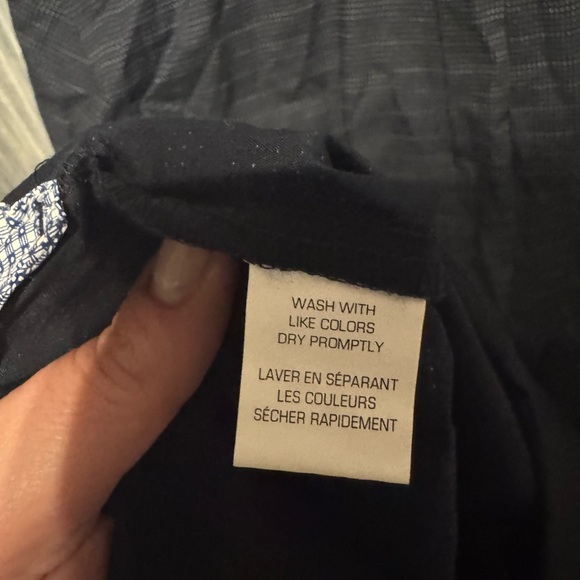 WASH WITH
LIKE COLORS
DRY PROMPTLY
LAVER EN SÉPARANT
LES COULEURS
SÉCHER RAPIDEMENT